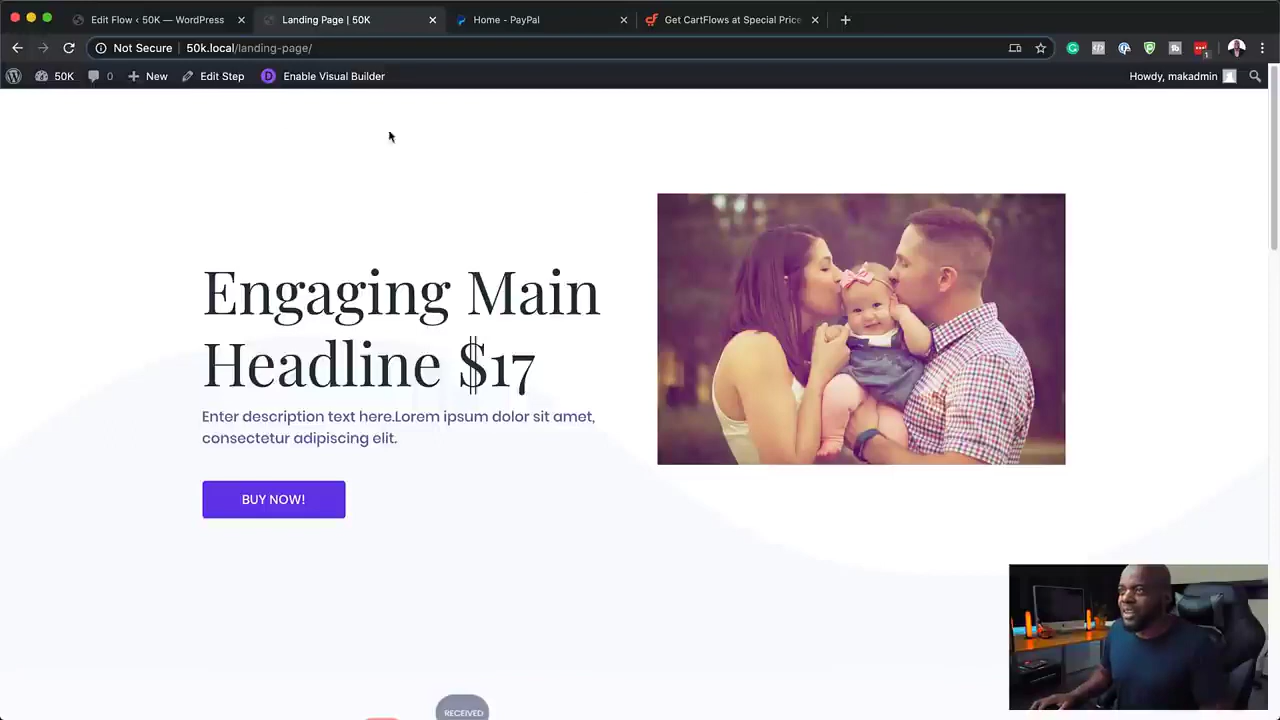 Edit Flow ‹ 50K — WordPress
Landing Page | 50K
Home - PayPal
Get CartFlows at Special Price
Not Secure | 50k.local/landing-page/
1
50K
0
New
Edit Step
D
Enable Visual Builder
Howdy, makadmin
Engaging Main
Headline $17
Enter description text here.Lorem ipsum dolor sit amet,
consectetur adipiscing elit.
BUY NOW!
RECEIVED